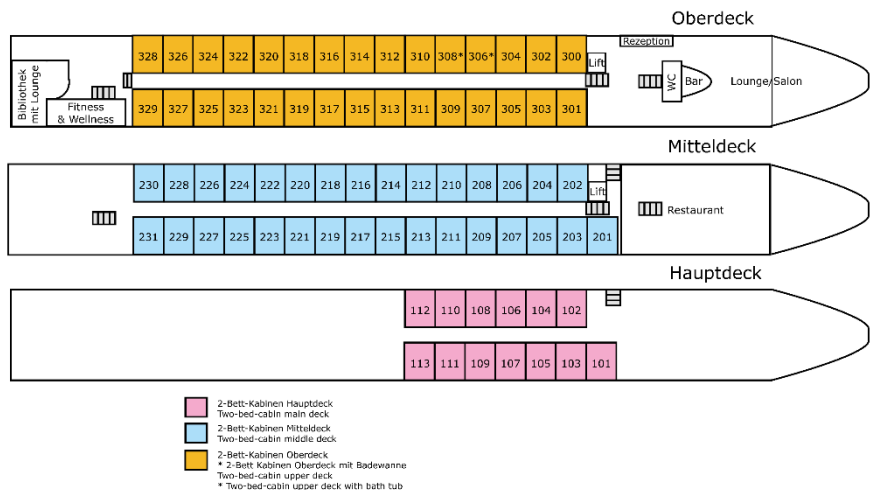 Oberdeck
Rezeption
328 326 324 322 320 318 316 314 312 310 308* 306* 304 302 300
Lift
WC
Bar
Lounge/Salon
Bibliothek
mit Lounge
Fitness
& Wellness
329 327 325 323 321 319 317 315 313 311 309 307 305 303 301
Mitteldeck
230 228 226 224 222 220 218 216 214 212 210 208 206 204 202
Lift
Restaurant
231 229 227 225 223 221 219 217 215 213 211 209 207 205 203 201
Hauptdeck
112 110 108 106 104 102
113 111 109 107 105 103 101
2-Bett-Kabinen Hauptdeck
Two-bed-cabin main deck
2-Bett-Kabinen Mitteldeck
Two-bed-cabin middle deck
2-Bett-Kabinen Oberdeck
* 2-Bett Kabinen Oberdeck mit Badewanne
Two-bed-cabin upper deck
* Two-bed-cabin upper deck with bath tub